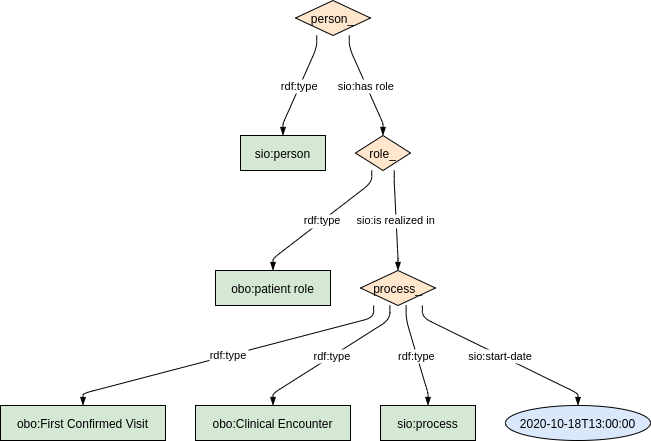 person_
rdf:type
sio:has role
sio:person
role_
rdf:type
sio:is realized in
obo:patient role
process_
rdf:type
rdf:type
rdf:type
sio:start-date
obo:First Confirmed Visit
obo:Clinical Encounter
sio:process
2020-10-18T13:00:00